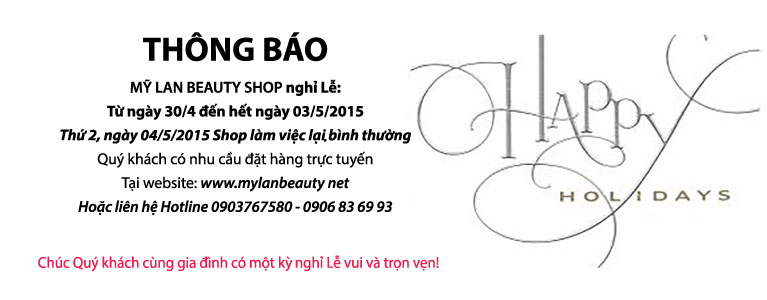 THÔNG BÁO
MỸ LAN BEAUTY SHOP nghỉ Lễ:
Từ ngày 30/4 đến hết ngày 03/5/2015
Thứ 2, ngày 04/5/2015 Shop làm việc lại bình thường
Quý khách có nhu cầu đặt hàng trực tuyến
Tại website: www.mylanbeauty net
Hoặc liên hệ Hotline 0903767580 - 0906 83 69 93
Chúc Quý khách cùng gia đình có một kỳ nghỉ Lễ vui và trọn vẹn!
HAPPY
HOLIDAYS